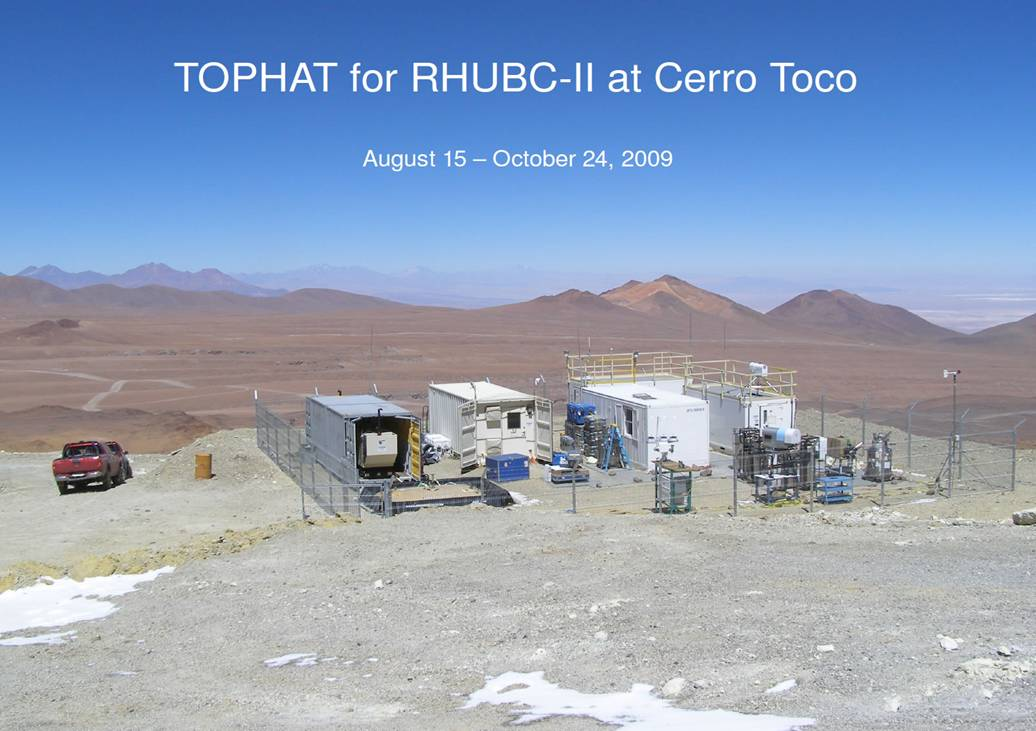 TOPHAT for RHUBC-II at Cerro Toco
August 15 – October 24, 2009